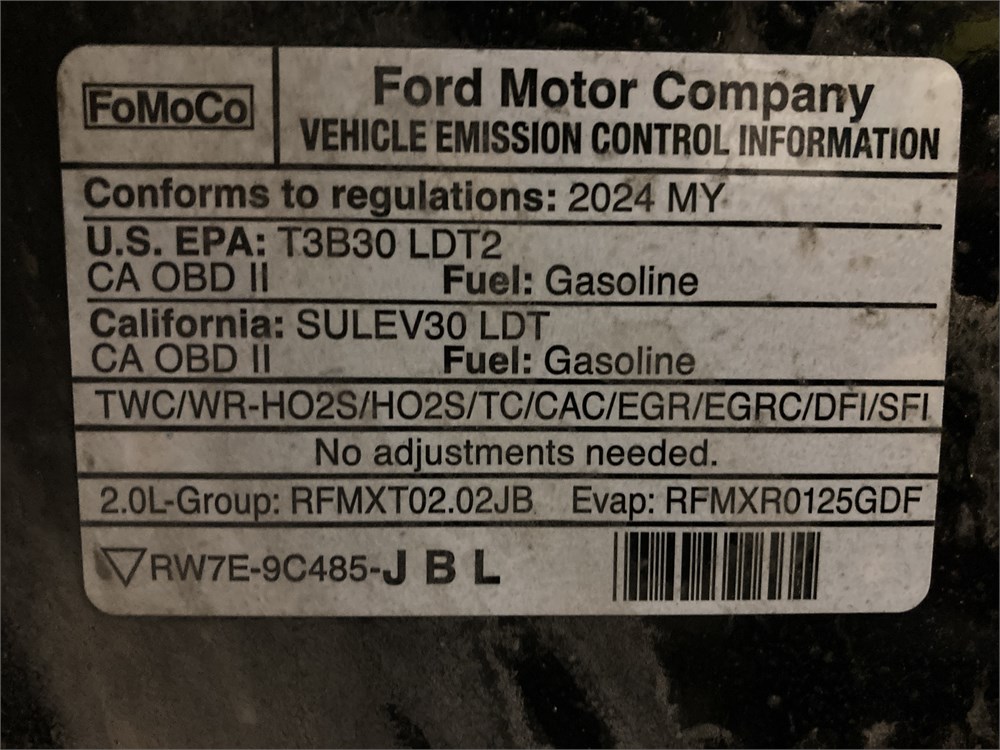 FoMoCo
Ford Motor Company
VEHICLE EMISSION CONTROL INFORMATION
Conforms to regulations: 2024 MY
U.S. EPA: T3B30 LDT2
CA OBD II Fuel: Gasoline
California: SULEV30 LDT
CA OBD II Fuel: Gasoline
TWC/WR-HO2S/HO2S/TC/CAC/EGR/EGRC/DFI/SFI
No adjustments needed.
2.0L-Group: RFMXT02.02JB Evap: RFMXR0125GDF
RW7E-9C485-J B L